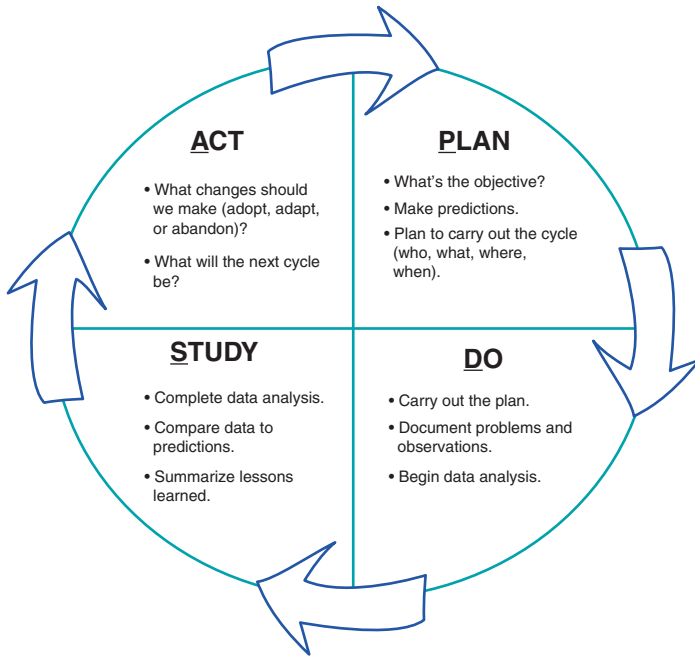 ACT
• What changes should
we make (adopt, adapt,
or abandon)?
• What will the next cycle
be?
PLAN
• What's the objective?
• Make predictions.
• Plan to carry out the cycle
(who, what, where,
when).
STUDY
• Complete data analysis.
• Compare data to
predictions.
• Summarize lessons
learned.
DO
• Carry out the plan.
• Document problems and
observations.
• Begin data analysis.